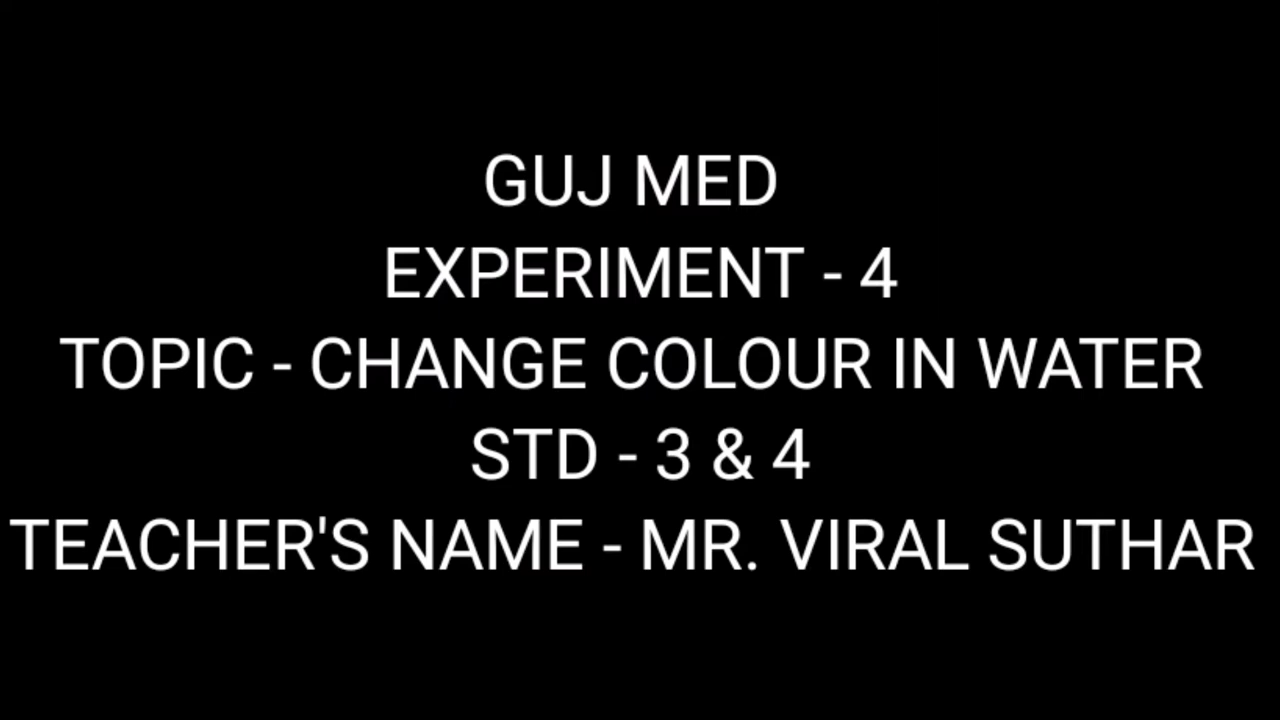 GUJ MED
EXPERIMENT - 4
TOPIC - CHANGE COLOUR IN WATER
STD - 3 & 4
TEACHER'S NAME - MR. VIRAL SUTHAR